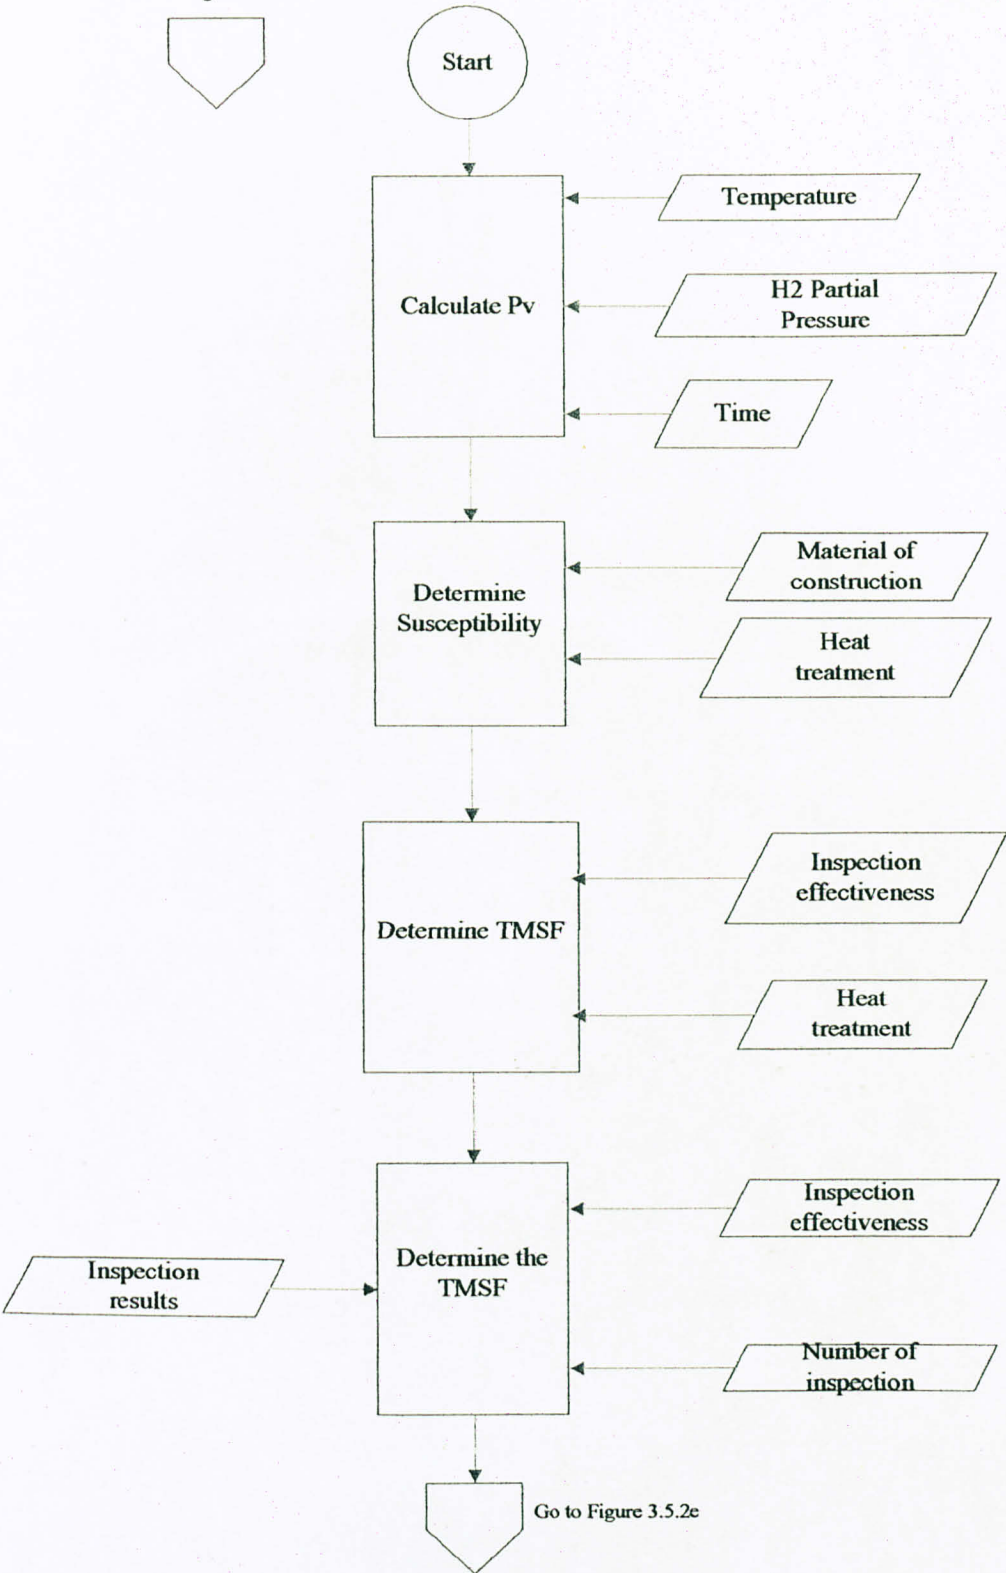 Start
Temperature
Calculate Pv
H2 Partial
Pressure
Time
Material of
construction
Determine
Susceptibility
Heat
treatment
Inspection
effectiveness
Determine TMSF
Heat
treatment
Inspection
effectiveness
Determine the
TMSF
Inspection
results
Number of
inspection
Go to Figure 3.5.2e